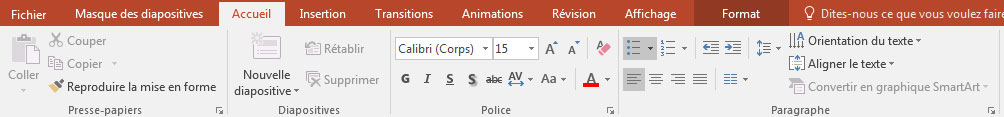 Fichier Masque des diapositives Accueil Insertion Transitions Animations Révision Affichage Format Dites-nous ce que vous voulez faire
Coller
Couper
Copier
Reproduire la mise en forme
Presse-papiers
Nouvelle
diapositive
Rétablir
Supprimer
Diapositives
Calibri (Corps) 15 A A
G I S S abc AV Aa A
Police
Orientation du texte
Aligner le texte
Convertir en graphique SmartArt
Paragraphe